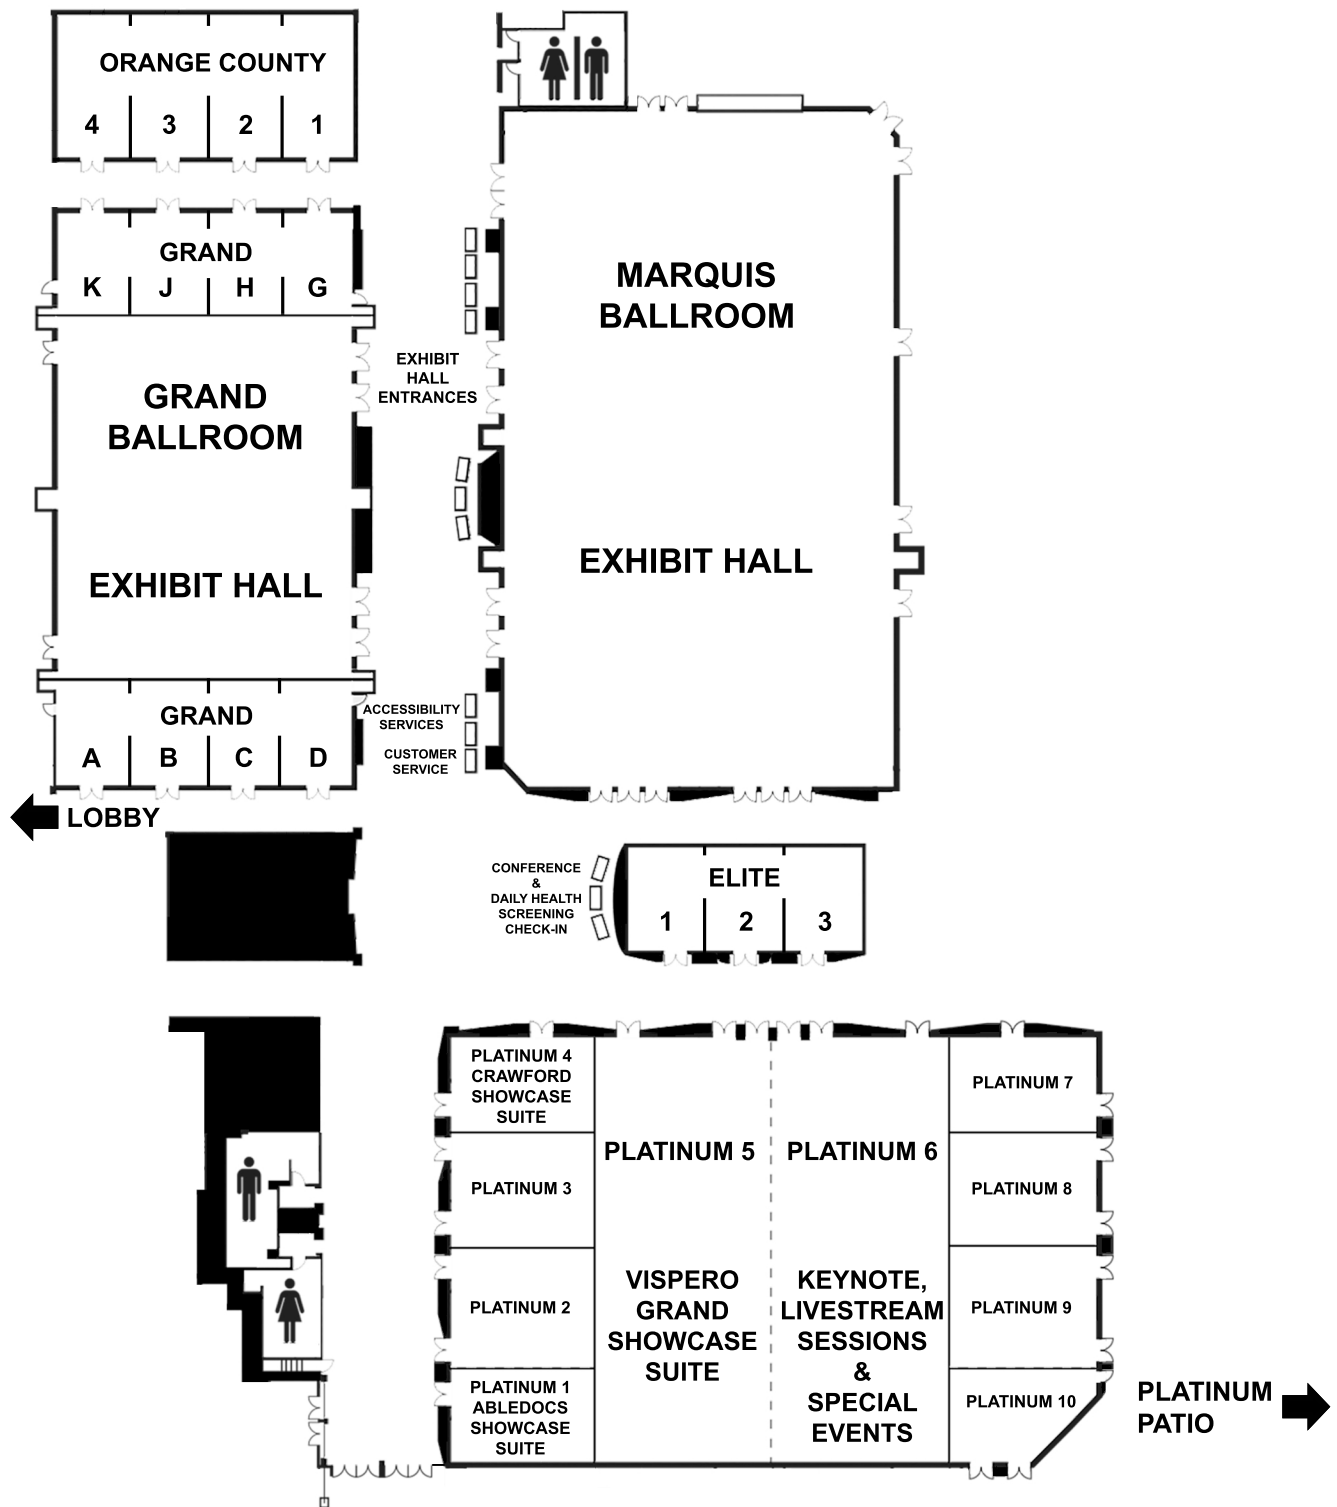 ORANGE COUNTY
4 3 2 1
GRAND
K J H G
GRAND
BALLROOM
EXHIBIT HALL
GRAND
A B C D
LOBBY
EXHIBIT
HALL
ENTRANCES
ACCESSIBILITY
SERVICES
CUSTOMER
SERVICE
MARQUIS
BALLROOM
EXHIBIT HALL
CONFERENCE
&
DAILY HEALTH
SCREENING
CHECK-IN
ELITE
1 2 3
PLATINUM 4
CRAWFORD
SHOWCASE
SUITE
PLATINUM 3
PLATINUM 2
PLATINUM 1
ABLEDOCS
SHOWCASE
SUITE
PLATINUM 5
VISPERO
GRAND
SHOWCASE
SUITE
PLATINUM 6
KEYNOTE,
LIVESTREAM
SESSIONS
&
SPECIAL
EVENTS
PLATINUM 7
PLATINUM 8
PLATINUM 9
PLATINUM 10
PLATINUM
PATIO